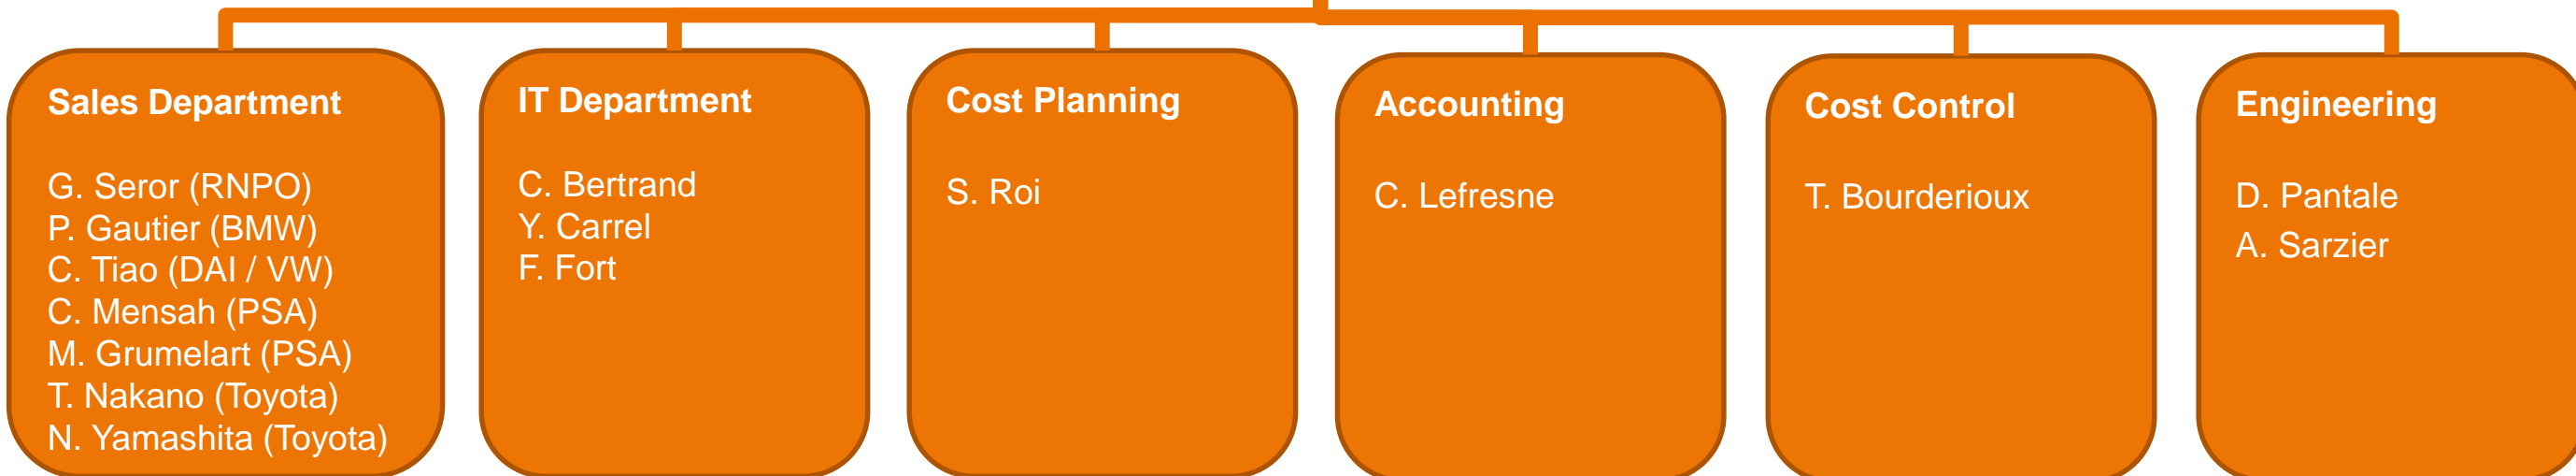 Sales Department
G. Seror (RNPO)
P. Gautier (BMW)
C. Tiao (DAI / VW)
C. Mensah (PSA)
M. Grumelart (PSA)
T. Nakano (Toyota)
N. Yamashita (Toyota)
IT Department
C. Bertrand
Y. Carrel
F. Fort
Cost Planning
S. Roi
Accounting
C. Lefresne
Cost Control
T. Bourderioux
Engineering
D. Pantale
A. Sarzier